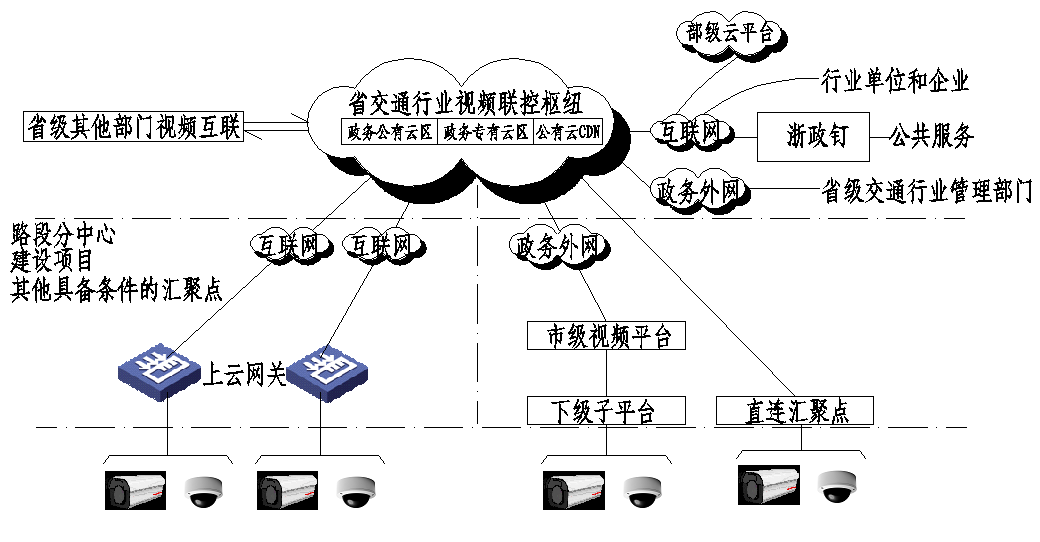 部级云平台
行业单位和企业
省交通行业视频联控枢纽
政务公有云区 政务专有云区 公有云CDN
省级其他部门视频互联
互联网
浙政钉
公共服务
政务外网
省级交通行业管理部门
路段分中心
建设项目
其他具备条件的汇聚点
互联网
互联网
政务外网
市级视频平台
上云网关
下级子平台
直连汇聚点